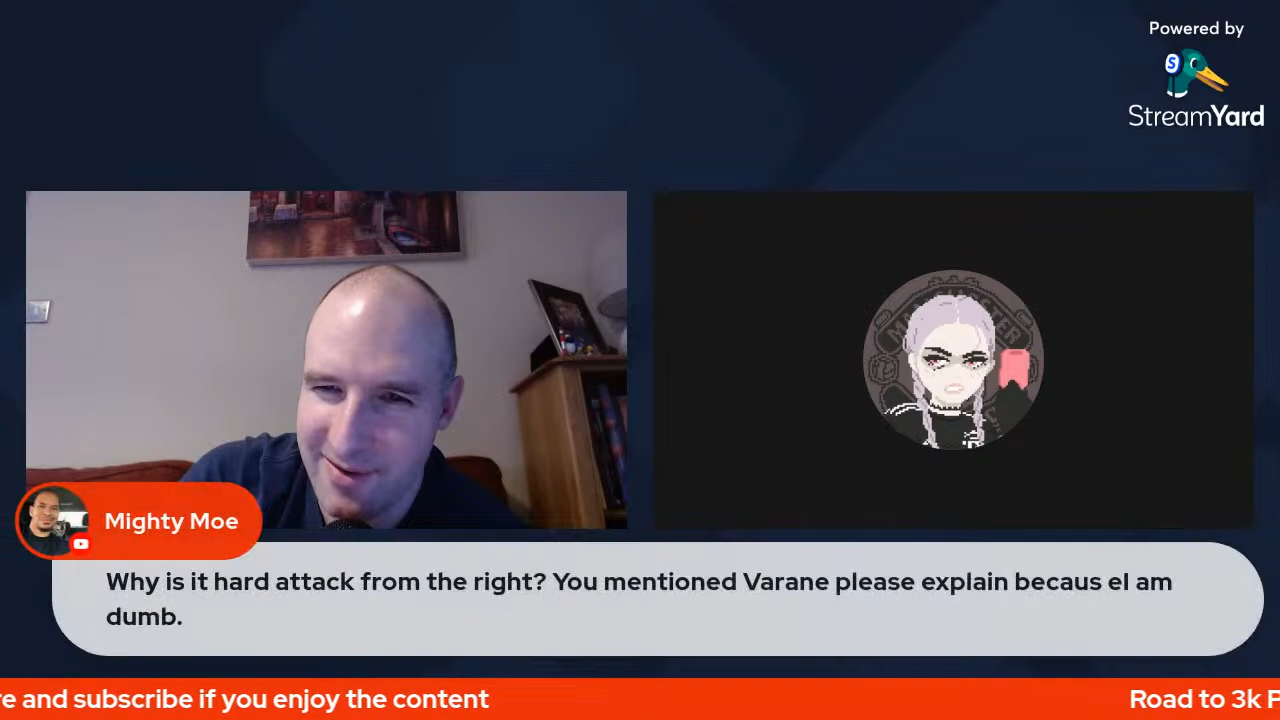 Powered by
S
StreamYard
Mighty Moe
Why is it hard attack from the right? You mentioned Varane please explain becaus eI am
dumb.
re and subscribe if you enjoy the content
Road to 3k P